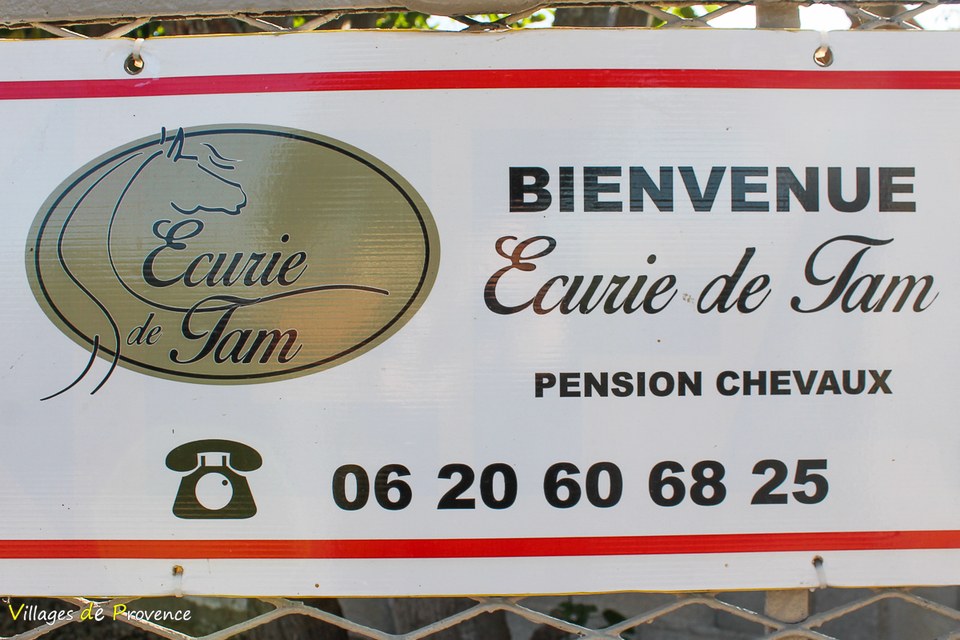 Ecurie
de Tam
BIENVENUE
Ecurie de Tam
PENSION CHEVAUX
06 20 60 68 25
Villages de Provence